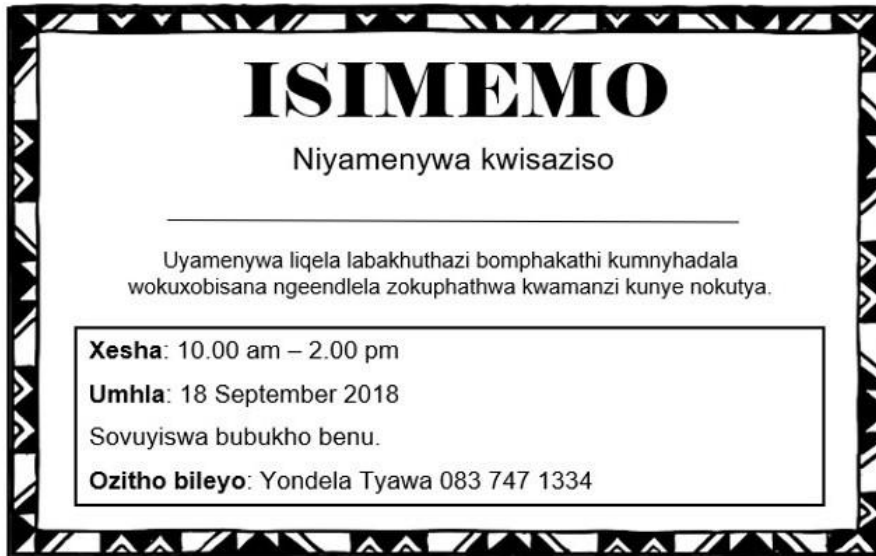 ISIMEMO
Niyamenywa kwisaziso
Uyamenywa liqela labakhuthazi bomphakathi kumnyhadala
wokuxobisana ngeendlela zokuphathwa kwamanzi kunye nokutya.
Xesha: 10.00 am – 2.00 pm
Umhla: 18 September 2018
Sovuyiswa bubukho benu.
Ozitho bileyo: Yondela Tyawa 083 747 1334